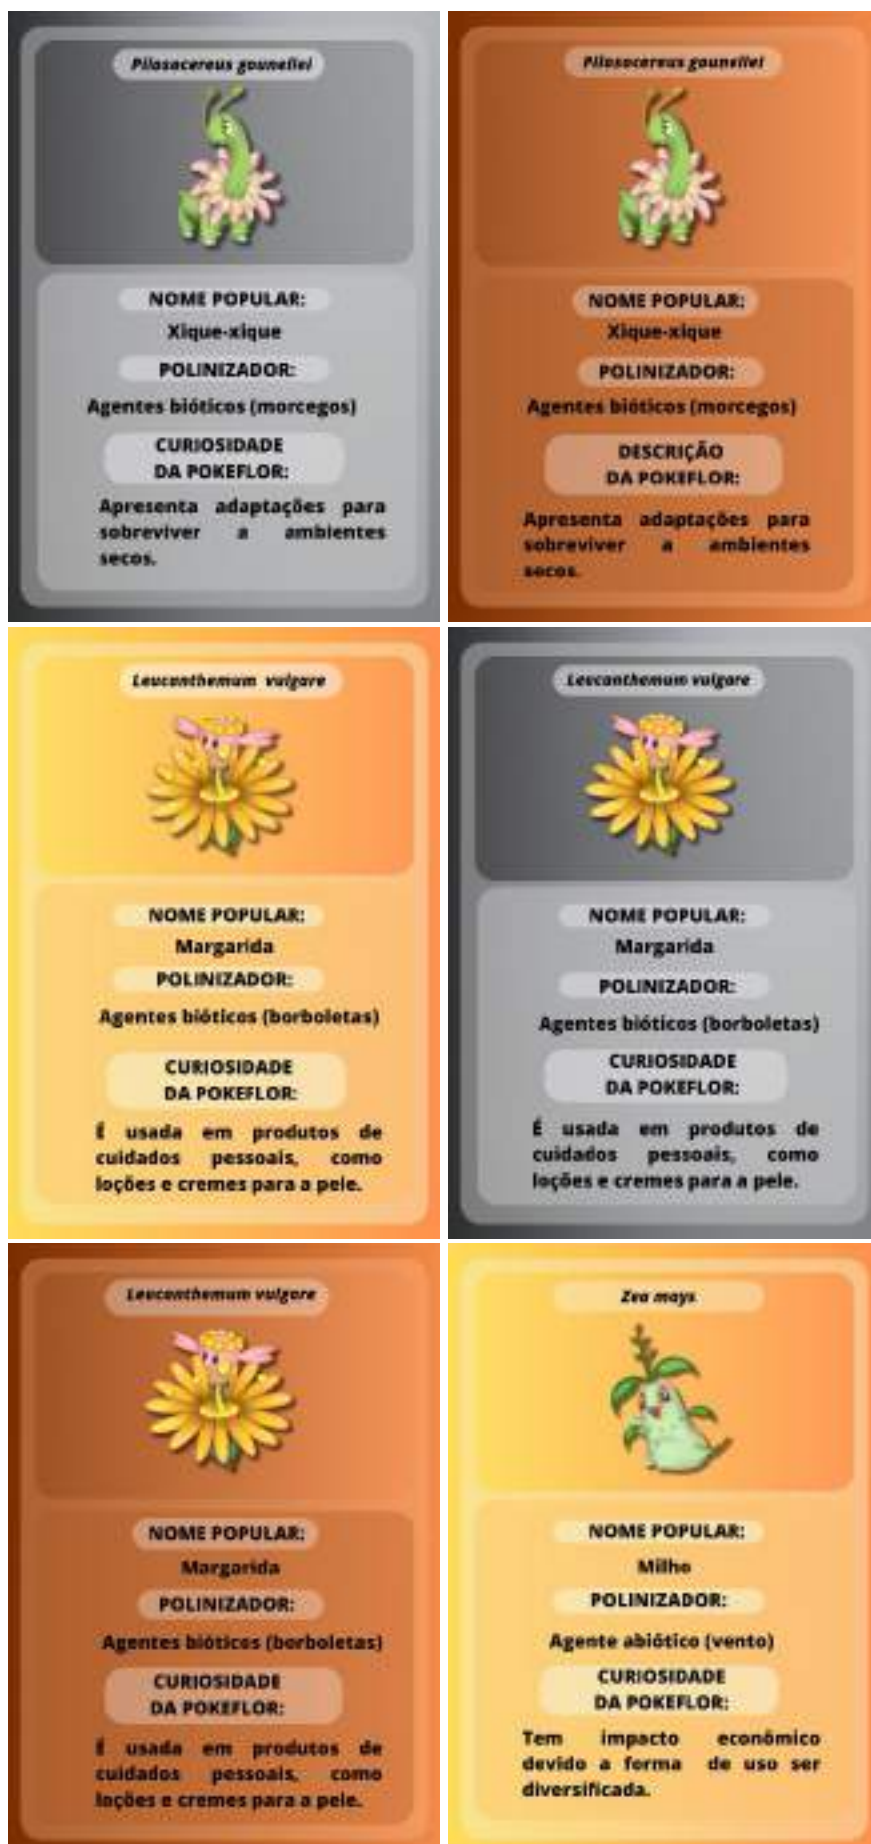 Pilosocereus gounellei
NOME POPULAR:
Xique-xique
POLINIZADOR:
Agentes bióticos (morcegos)
CURIOSIDADE
DA POKEFLOR:
Apresenta adaptações para
sobreviver a ambientes
secos.
Pilosocereus gounellei
NOME POPULAR:
Xique-xique
POLINIZADOR:
Agentes bióticos (morcegos)
DESCRIÇÃO
DA POKEFLOR:
Apresenta adaptações para
sobreviver a ambientes
secos.
Leucanthemum vulgare
NOME POPULAR:
Margarida
POLINIZADOR:
Agentes bióticos (borboletas)
CURIOSIDADE
DA POKEFLOR:
É usada em produtos de
cuidados pessoais, como
loções e cremes para a pele.
Leucanthemum vulgare
NOME POPULAR:
Margarida
POLINIZADOR:
Agentes bióticos (borboletas)
CURIOSIDADE
DA POKEFLOR:
É usada em produtos de
cuidados pessoais, como
loções e cremes para a pele.
Leucanthemum vulgare
NOME POPULAR:
Margarida
POLINIZADOR:
Agentes bióticos (borboletas)
CURIOSIDADE
DA POKEFLOR:
É usada em produtos de
cuidados pessoais, como
loções e cremes para a pele.
Zea mays
NOME POPULAR:
Milho
POLINIZADOR:
Agente abiótico (vento)
CURIOSIDADE
DA POKEFLOR:
Tem impacto econômico
devido a forma de uso ser
diversificada.